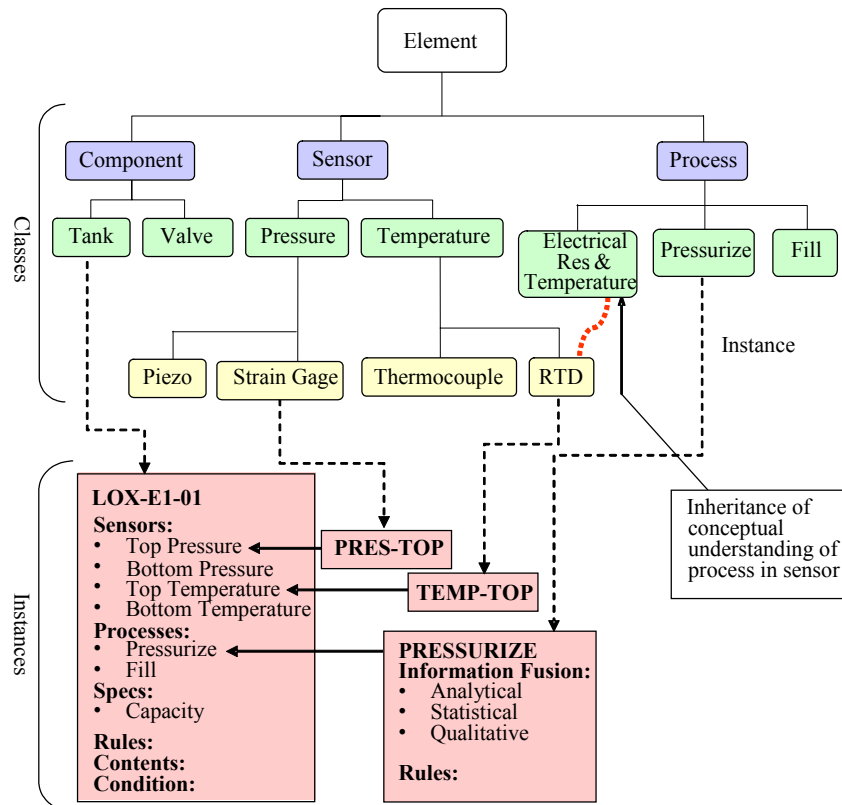 Element
Classes
Component
Sensor
Process
Tank
Valve
Pressure
Temperature
Electrical
Res &
Temperature
Pressurize
Fill
Instance
Piezo
Strain Gage
Thermocouple
RTD
Inheritance of
conceptual
understanding of
process in sensor
Instances
LOX-E1-01
Sensors:
• Top Pressure
• Bottom Pressure
• Top Temperature
• Bottom Temperature
Processes:
• Pressurize
• Fill
Specs:
• Capacity
Rules:
Contents:
Condition:
PRES-TOP
TEMP-TOP
PRESSURIZE
Information Fusion:
• Analytical
• Statistical
• Qualitative
Rules: